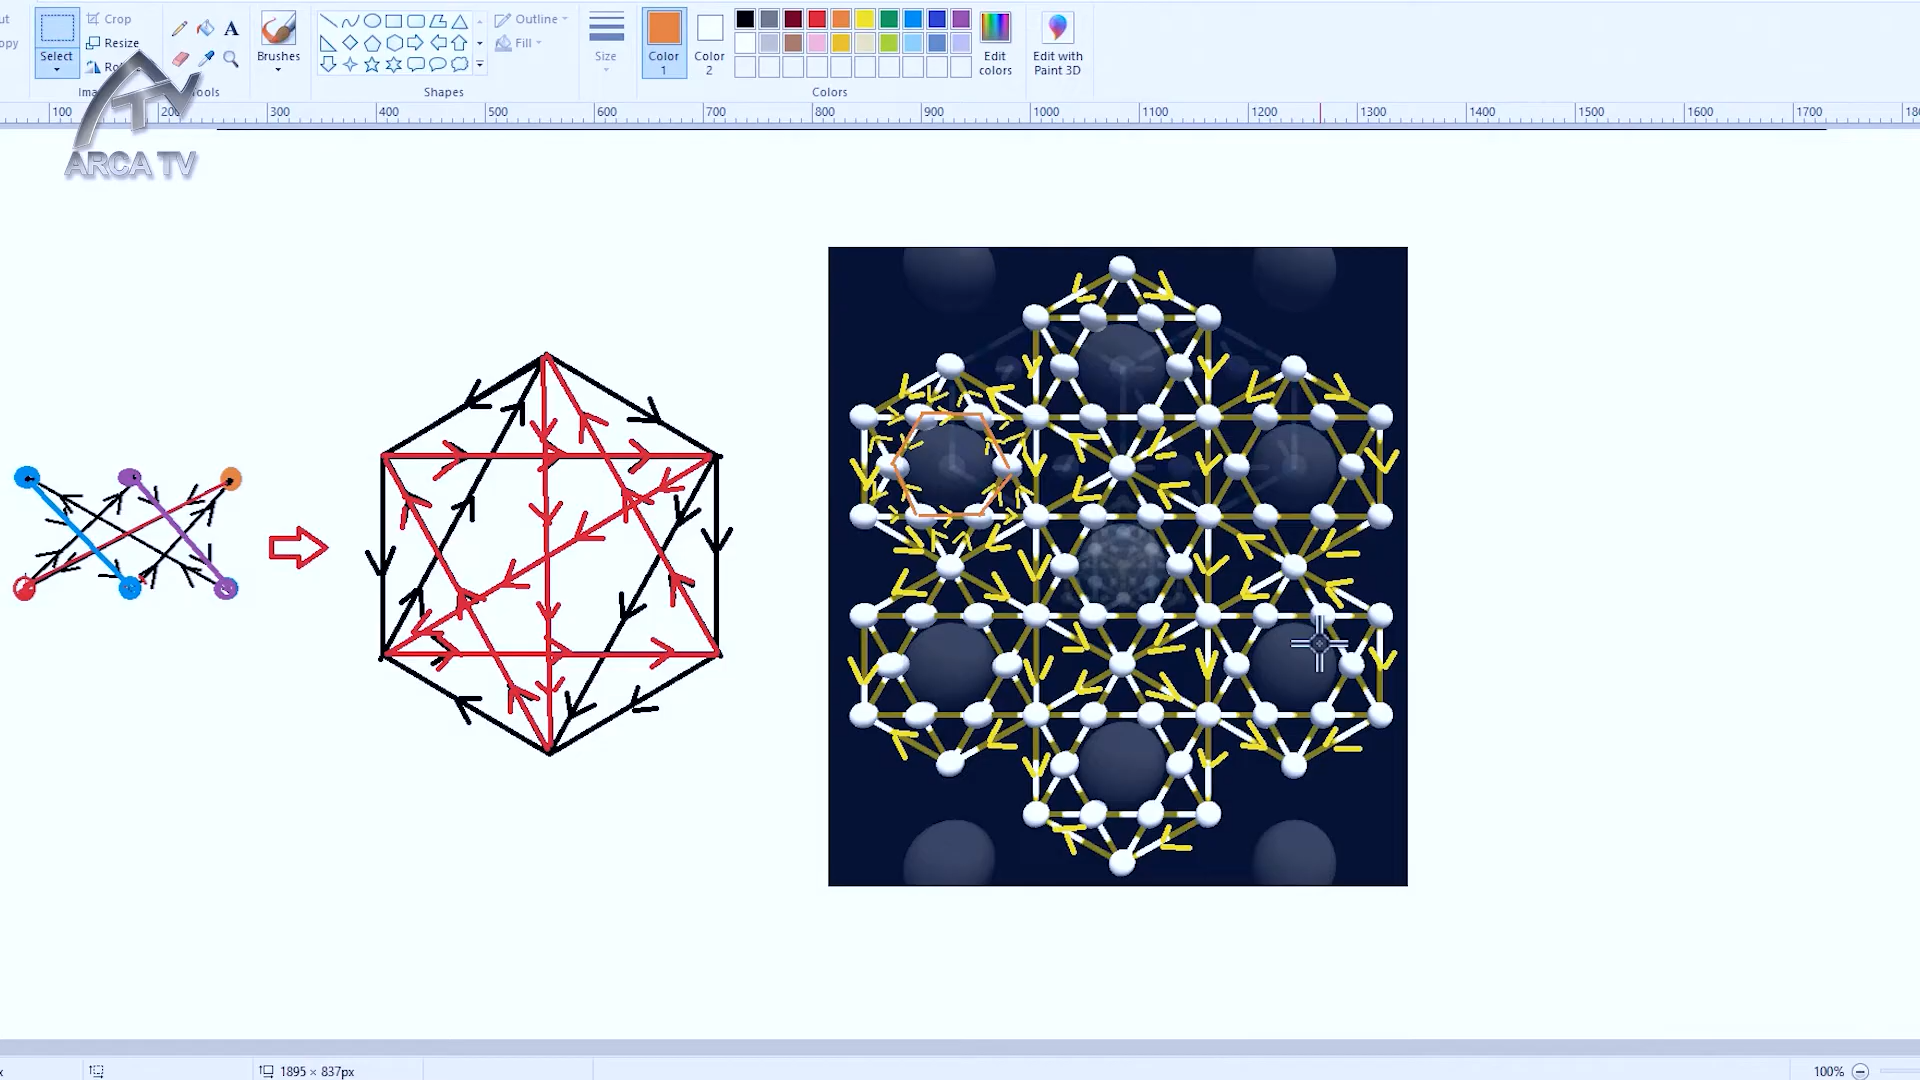 Crop
Resize
Select
Tools
Brushes
Shapes
Outline
Fill
Size
Color 1
Color 2
Edit colors
Edit with Paint 3D
Colors
ARCA TV
100 200 300 400 500 600 700 800 900 1000 1100 1200 1300 1400 1500 1600 1700
1895 × 837px
100%